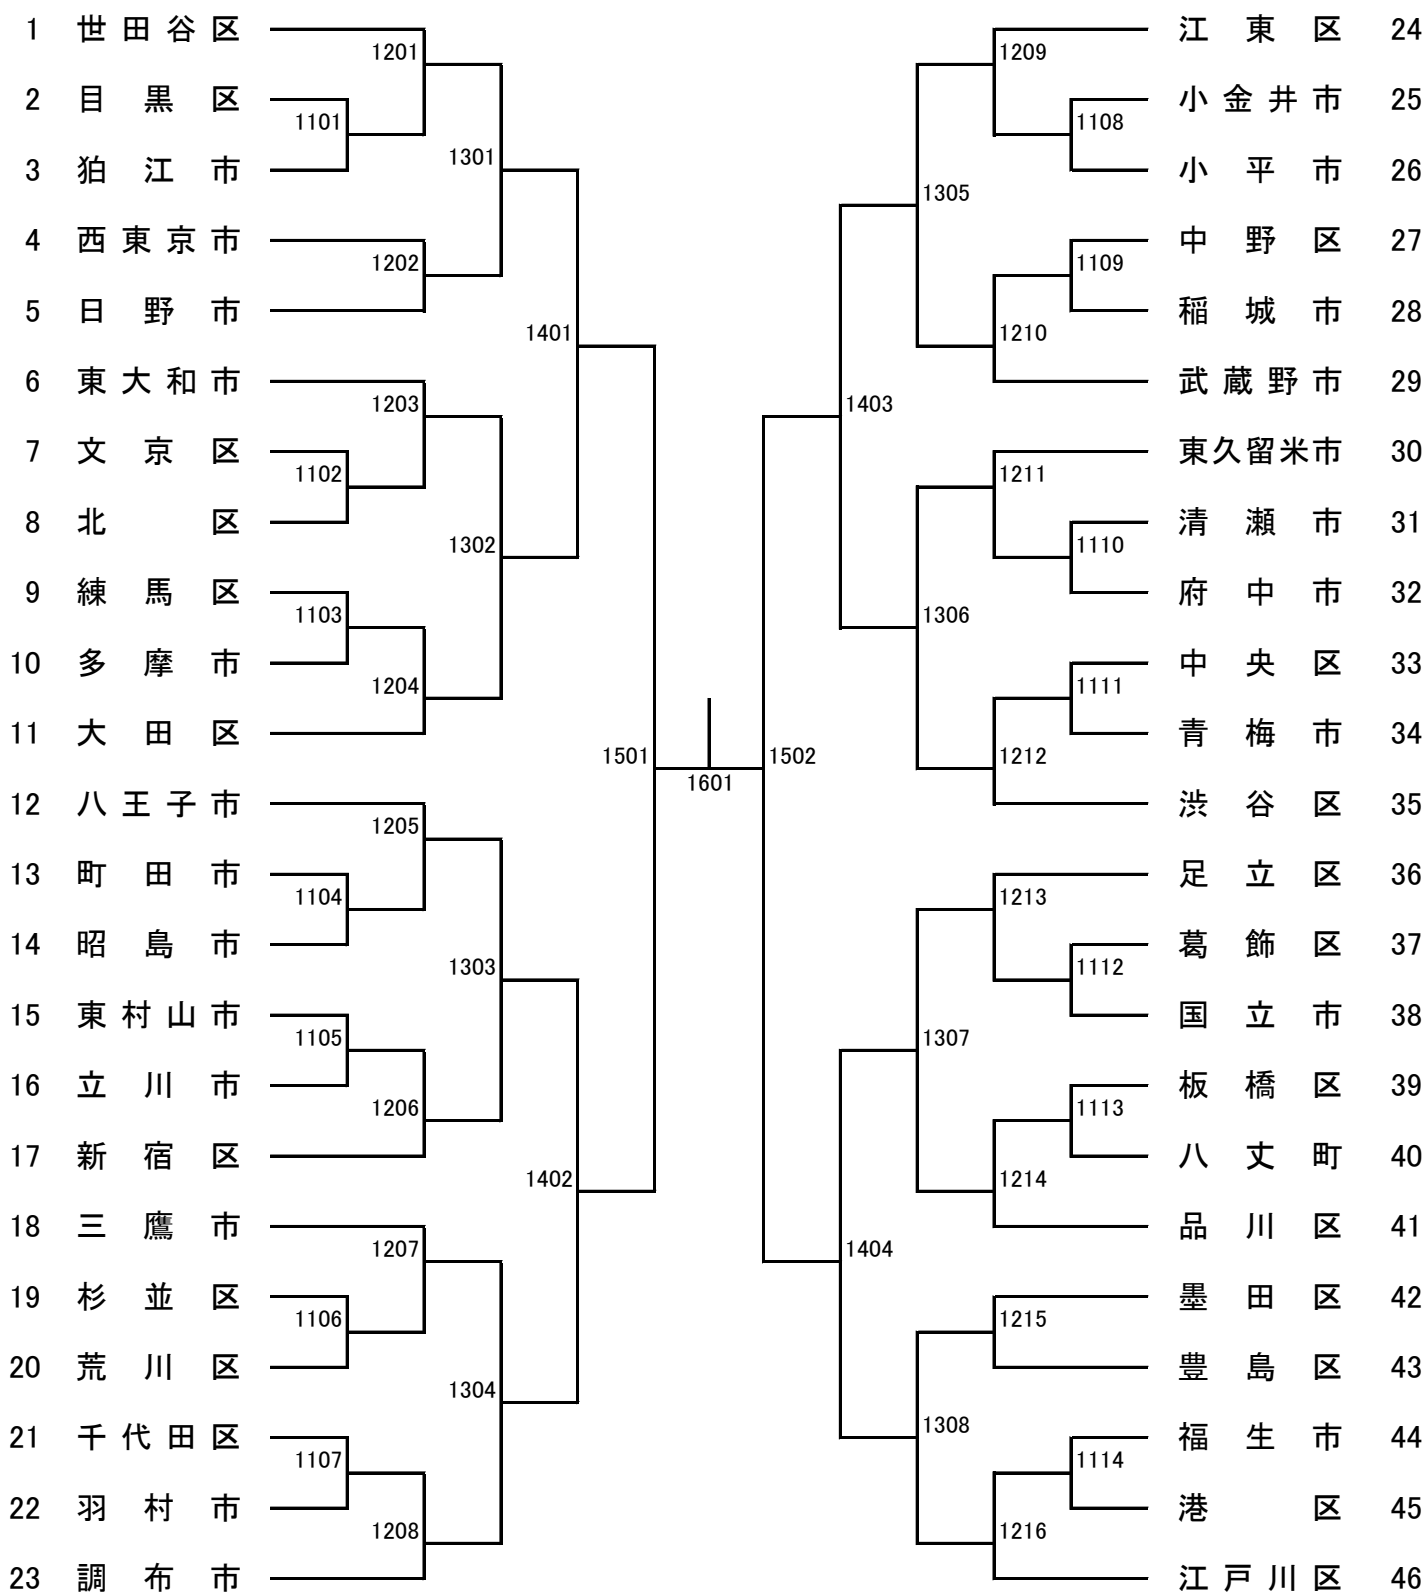 1 世田谷区
1201
2 目黒区
1101
3 狛江市
1301
4 西東京市
1202
5 日野市
1401
6 東大和市
1203
7 文京区
1102
8 北区
1302
9 練馬区
1103
10 多摩市
1204
11 大田区
1501
12 八王子市
1205
13 町田市
1104
14 昭島市
1303
15 東村山市
1105
16 立川市
1206
17 新宿区
1402
18 三鷹市
1207
19 杉並区
1106
20 荒川区
1304
21 千代田区
1107
22 羽村市
1208
23 調布市
1601
江東区 24
1209
小金井市 25
1108
小平市 26
1305
中野区 27
1109
稲城市 28
1210
武蔵野市 29
1403
東久留米市 30
1211
清瀬市 31
1110
府中市 32
1306
中央区 33
1111
青梅市 34
1502
1212
渋谷区 35
足立区 36
1213
葛飾区 37
1112
国立市 38
1307
板橋区 39
1113
八丈町 40
1214
品川区 41
1404
墨田区 42
1215
豊島区 43
1308
福生市 44
1114
港区 45
1216
江戸川区 46